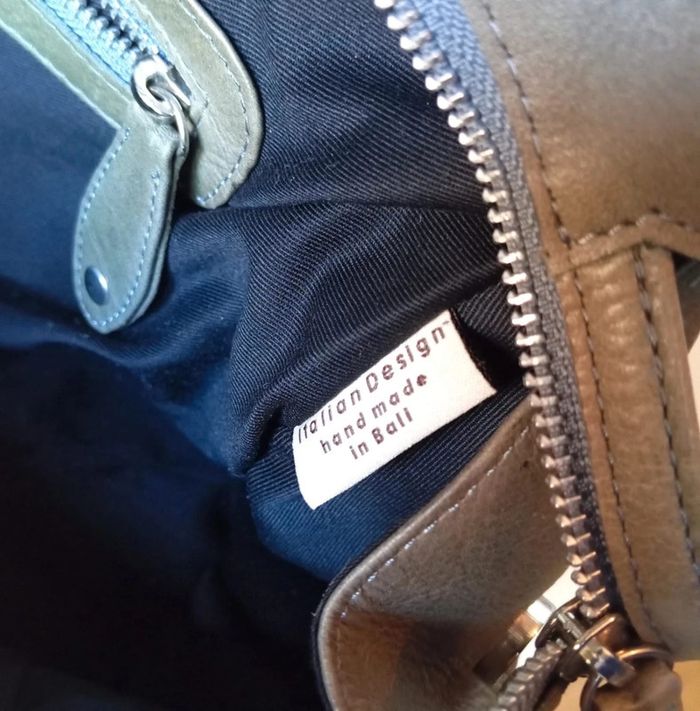 Italian Design™
hand made
in Bali